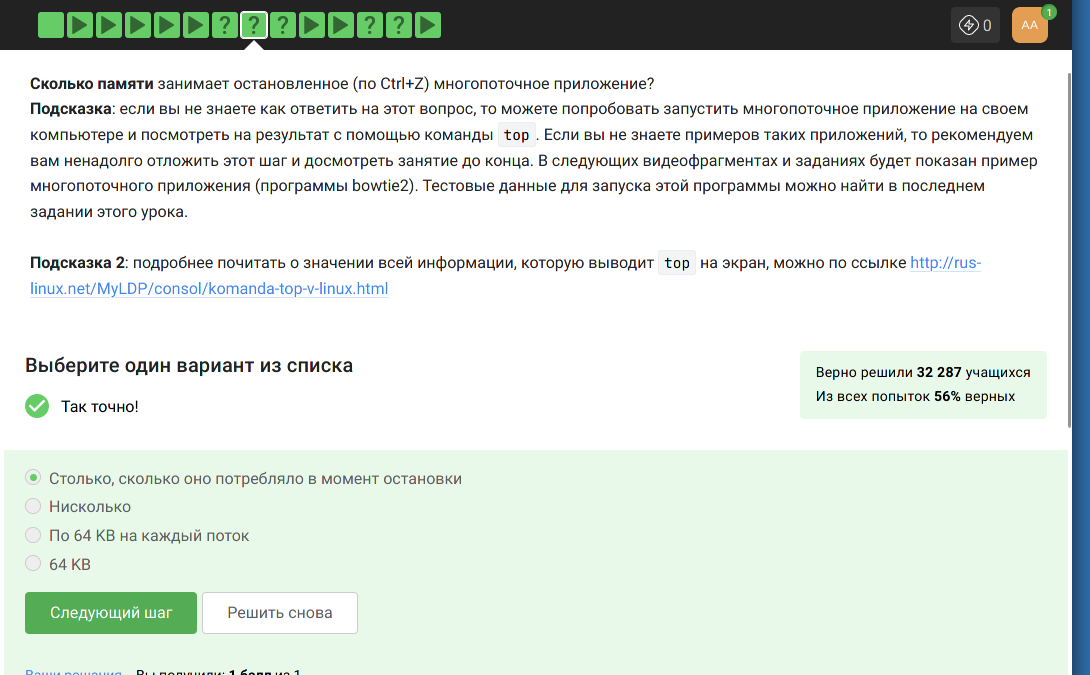 ? ? ? ? ?
0
AA
1
Сколько памяти занимает остановленное (по Ctrl+Z) многопоточное приложение?
Подсказка: если вы не знаете как ответить на этот вопрос, то можете попробовать запустить многопоточное приложение на своем
компьютере и посмотреть на результат с помощью команды top. Если вы не знаете примеров таких приложений, то рекомендуем
вам ненадолго отложить этот шаг и досмотреть занятие до конца. В следующих видеофрагментах и заданиях будет показан пример
многопоточного приложения (программы bowtie2). Тестовые данные для запуска этой программы можно найти в последнем
задании этого урока.
Подсказка 2: подробнее почитать о значении всей информации, которую выводит top на экран, можно по ссылке http://rus-
linux.net/MyLDP/consol/komanda-top-v-linux.html
Выберите один вариант из списка
Так точно!
Верно решили 32 287 учащихся
Из всех попыток 56% верных
Столько, сколько оно потребляло в момент остановки
Нисколько
По 64 KB на каждый поток
64 KB
Следующий шаг
Решить снова
Ваши решения Вы получили: 1 балл из 1